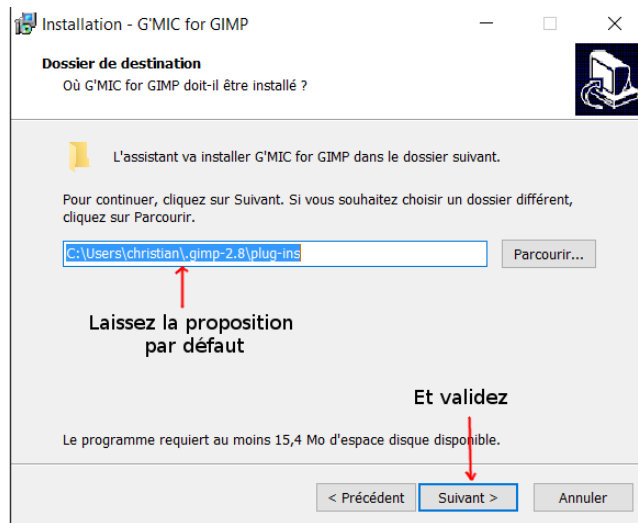 Installation - G'MIC for GIMP
Dossier de destination
Où G'MIC for GIMP doit-il être installé ?
L'assistant va installer G'MIC for GIMP dans le dossier suivant.
Pour continuer, cliquez sur Suivant. Si vous souhaitez choisir un dossier différent,
cliquez sur Parcourir.
C:\Users\christian\.gimp-2.8\plug-ins
Parcourir...
Laissez la proposition
par défaut
Et validez
Le programme requiert au moins 15,4 Mo d'espace disque disponible.
< Précédent
Suivant >
Annuler